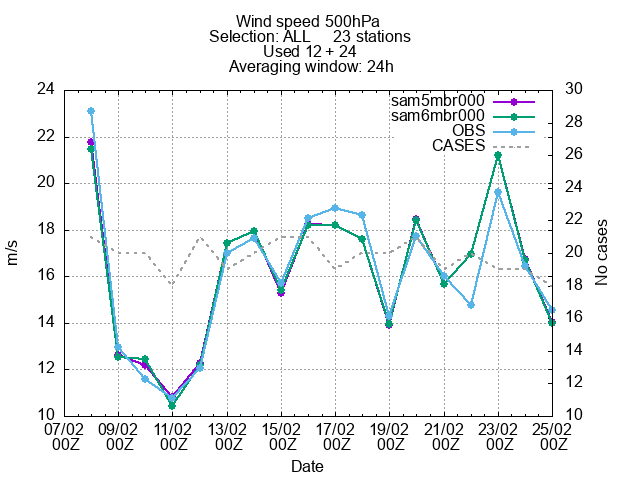 Wind speed 500hPa
Selection: ALL 23 stations
Used 12 + 24
Averaging window: 24h
24
22
20
18
16
14
12
10
m/s
30
28
26
24
22
20
18
16
14
12
10
No cases
sam5mbr000
sam6mbr000
OBS
CASES
07/02 09/02 11/02 13/02 15/02 17/02 19/02 21/02 23/02 25/02
00Z 00Z 00Z 00Z 00Z 00Z 00Z 00Z 00Z 00Z
Date